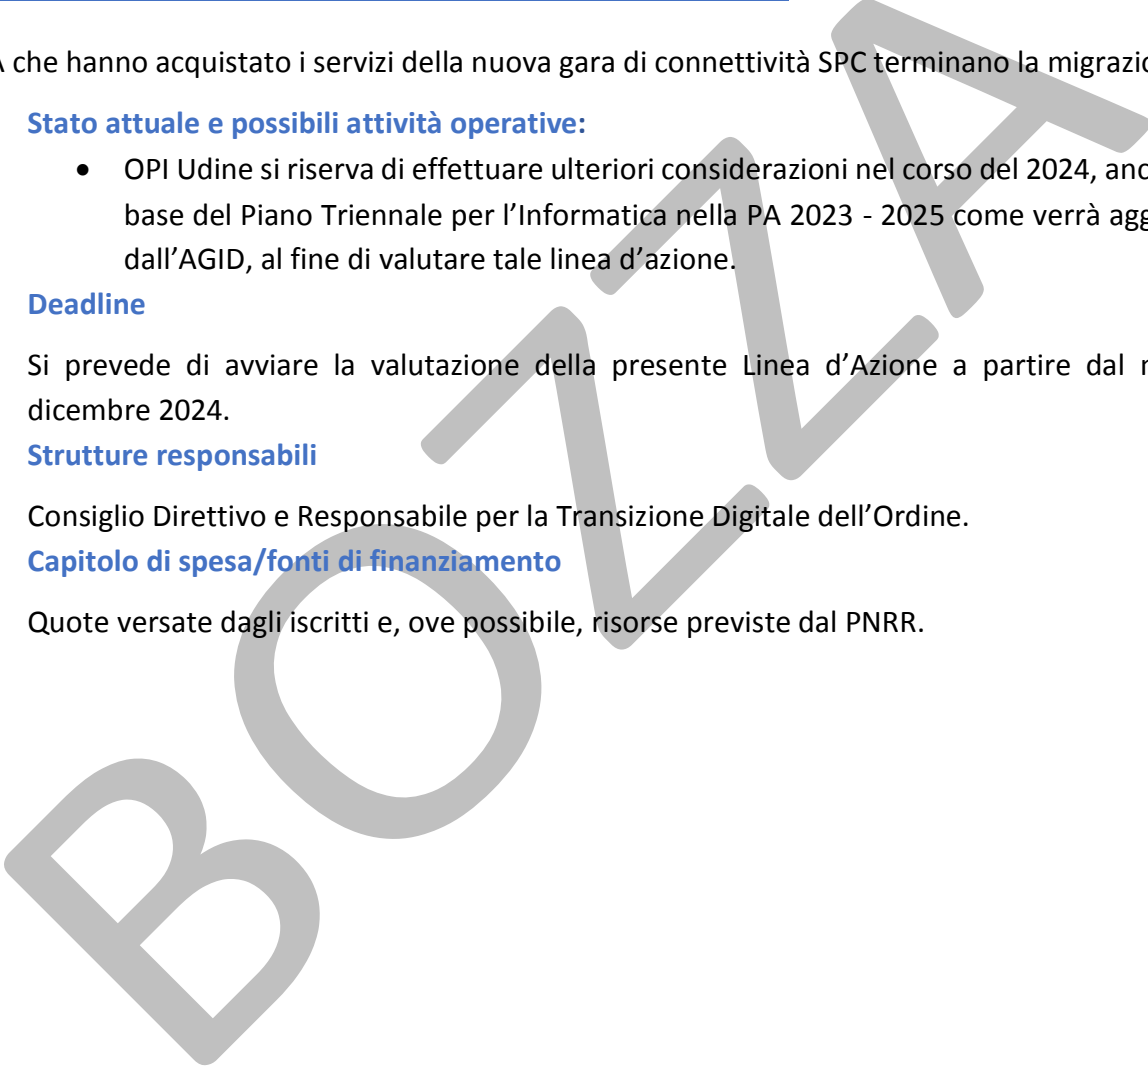 che hanno acquistato i servizi della nuova gara di connettività SPC terminano la
Stato attuale e possibili attività operative:
• OPI Udine si riserva di effettuare ulteriori considerazioni nel corso del 2024,
base del Piano Triennale per l’Informatica nella PA 2023 - 2025 come verrà
dall’AGID, al fine di valutare tale linea d’azione.
Deadline
Si prevede di avviare la valutazione della presente Linea d’Azione a partire dal
dicembre 2024.
Strutture responsabili
Consiglio Direttivo e Responsabile per la Transizione Digitale dell’Ordine.
Capitolo di spesa/fonti di finanziamento
Quote versate dagli iscritti e, ove possibile, risorse previste dal PNRR.
BOZZA